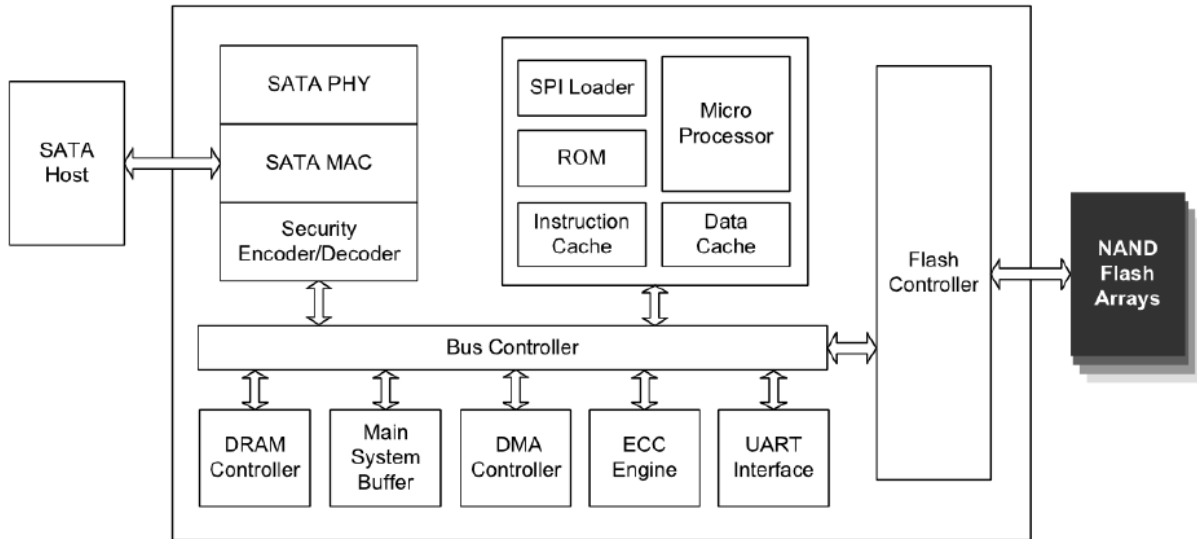 SATA
Host
SATA PHY
SATA MAC
Security
Encoder/Decoder
SPI Loader
ROM
Instruction
Cache
Micro
Processor
Data
Cache
Flash
Controller
NAND
Flash
Arrays
Bus Controller
DRAM
Controller
Main
System
Buffer
DMA
Controller
ECC
Engine
UART
Interface